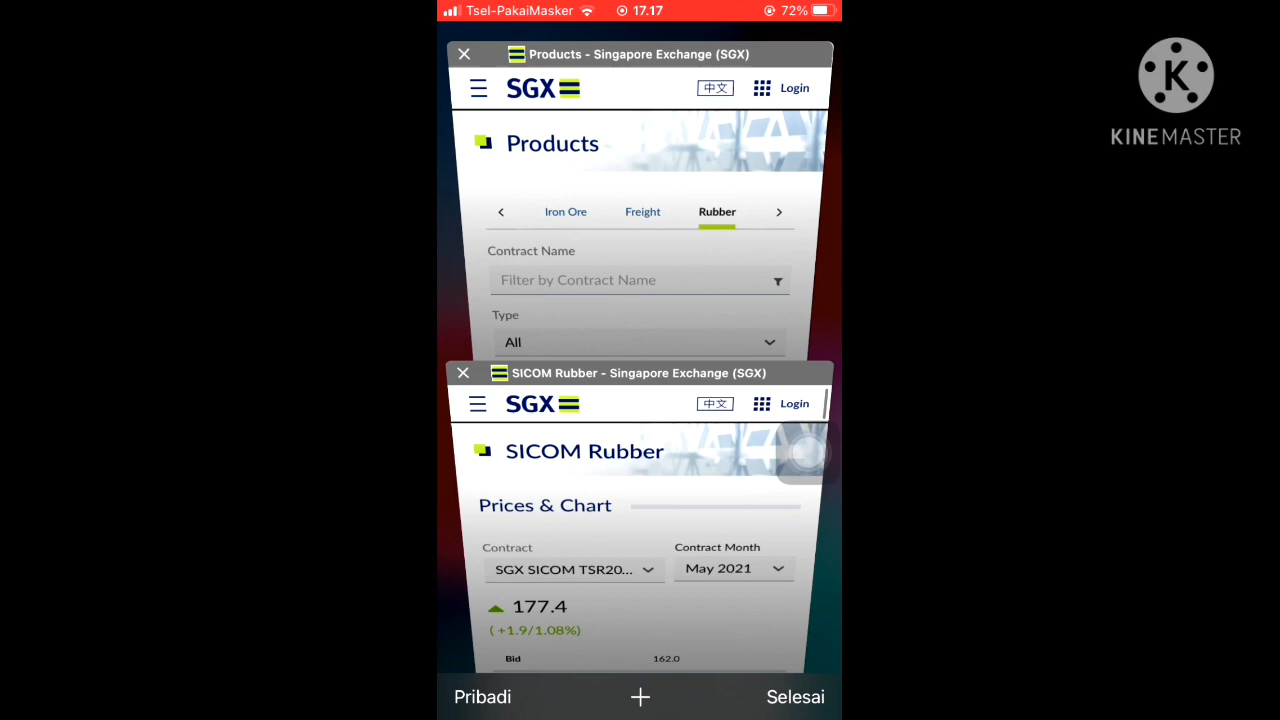 Tsel-PakaiMasker 17.17 72%
Products - Singapore Exchange (SGX)
SGX 中文 Login
Products
Iron Ore Freight Rubber
Contract Name
Filter by Contract Name
Type
All
SICOM Rubber - Singapore Exchange (SGX)
SGX 中文 Login
SICOM Rubber
Prices & Chart
Contract Contract Month
SGX SICOM TSR20... May 2021
177.4
( +1.9/1.08%)
Bid 162.0
Pribadi Selesai
K
KINEMASTER